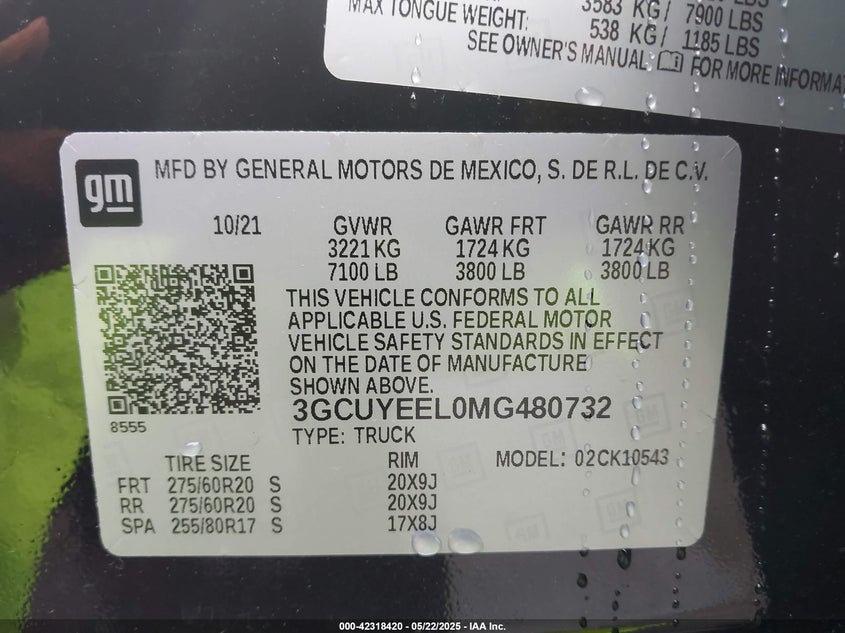 3583 KG / 7900 LBS
MAX TONGUE WEIGHT: 538 KG / 1185 LBS
SEE OWNER'S MANUAL FOR MORE INFORMA
gm
MFD BY GENERAL MOTORS DE MEXICO, S. DE R.L. DE C.V.
10/21 GVWR GAWR FRT GAWR RR
3221 KG 1724 KG 1724 KG
7100 LB 3800 LB 3800 LB
THIS VEHICLE CONFORMS TO ALL
APPLICABLE U.S. FEDERAL MOTOR
VEHICLE SAFETY STANDARDS IN EFFECT
ON THE DATE OF MANUFACTURE
SHOWN ABOVE.
3GCUYEEL0MG480732
8555
TYPE: TRUCK
TIRE SIZE RIM MODEL: 02CK10543
FRT 275/60R20 S 20X9J
RR 275/60R20 S 20X9J
SPA 255/80R17 S 17X8J
000-42318420 - 05/22/2025 - IAA Inc.